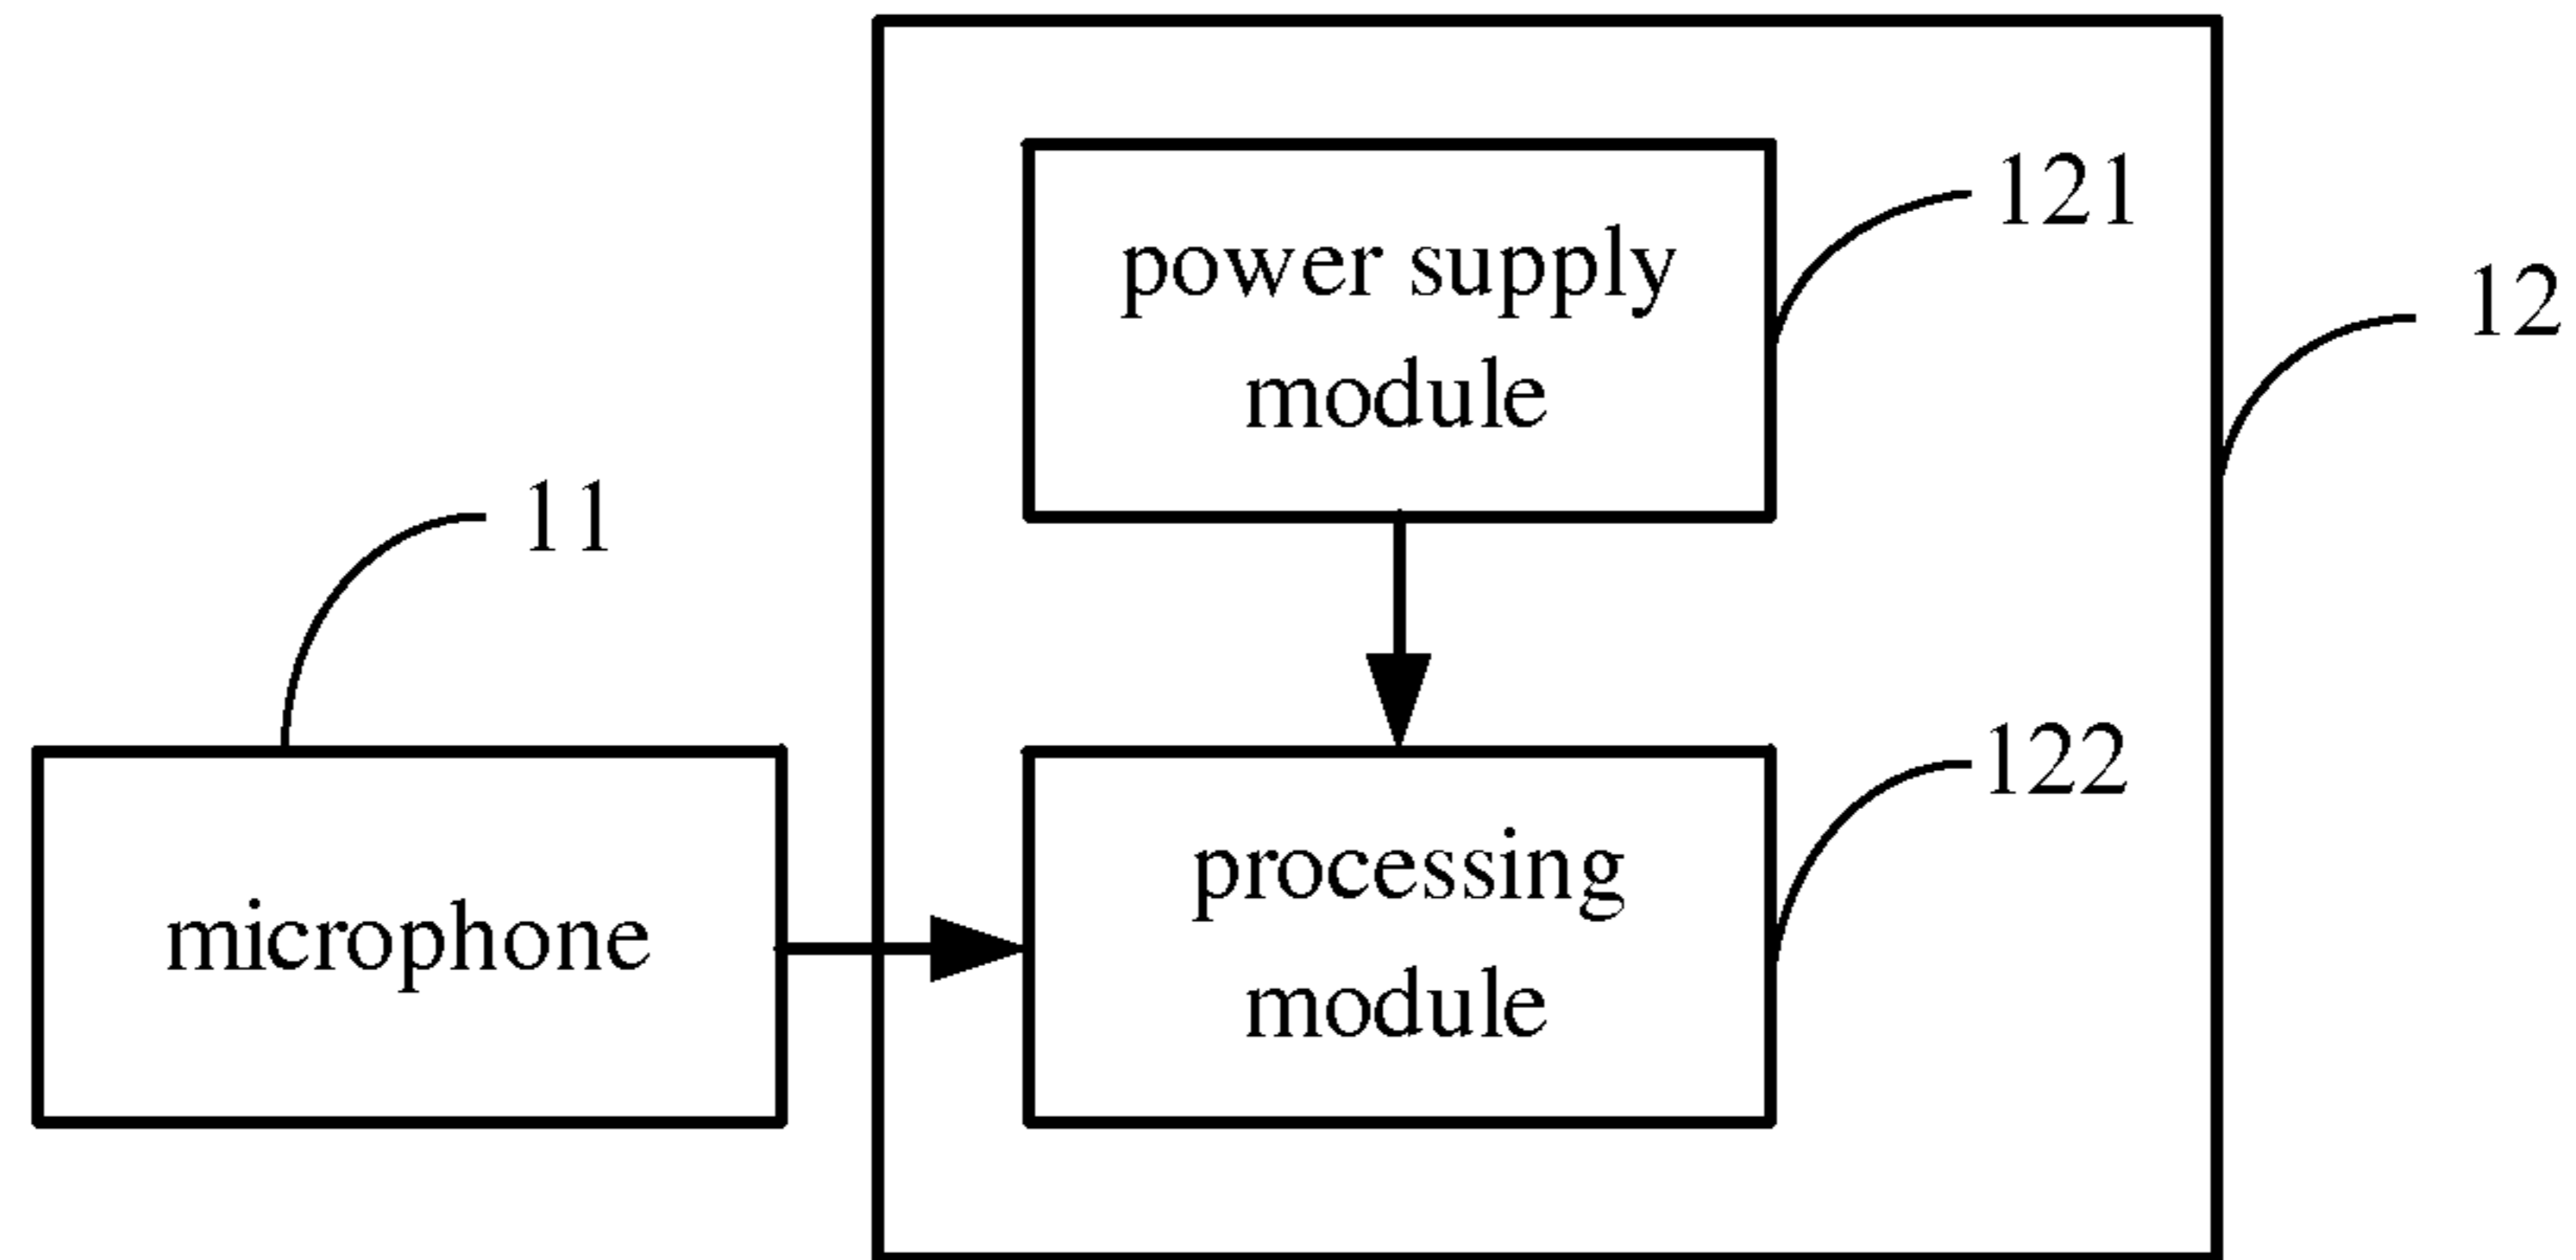 power supply
module
121
12
11
microphone
processing
module
122